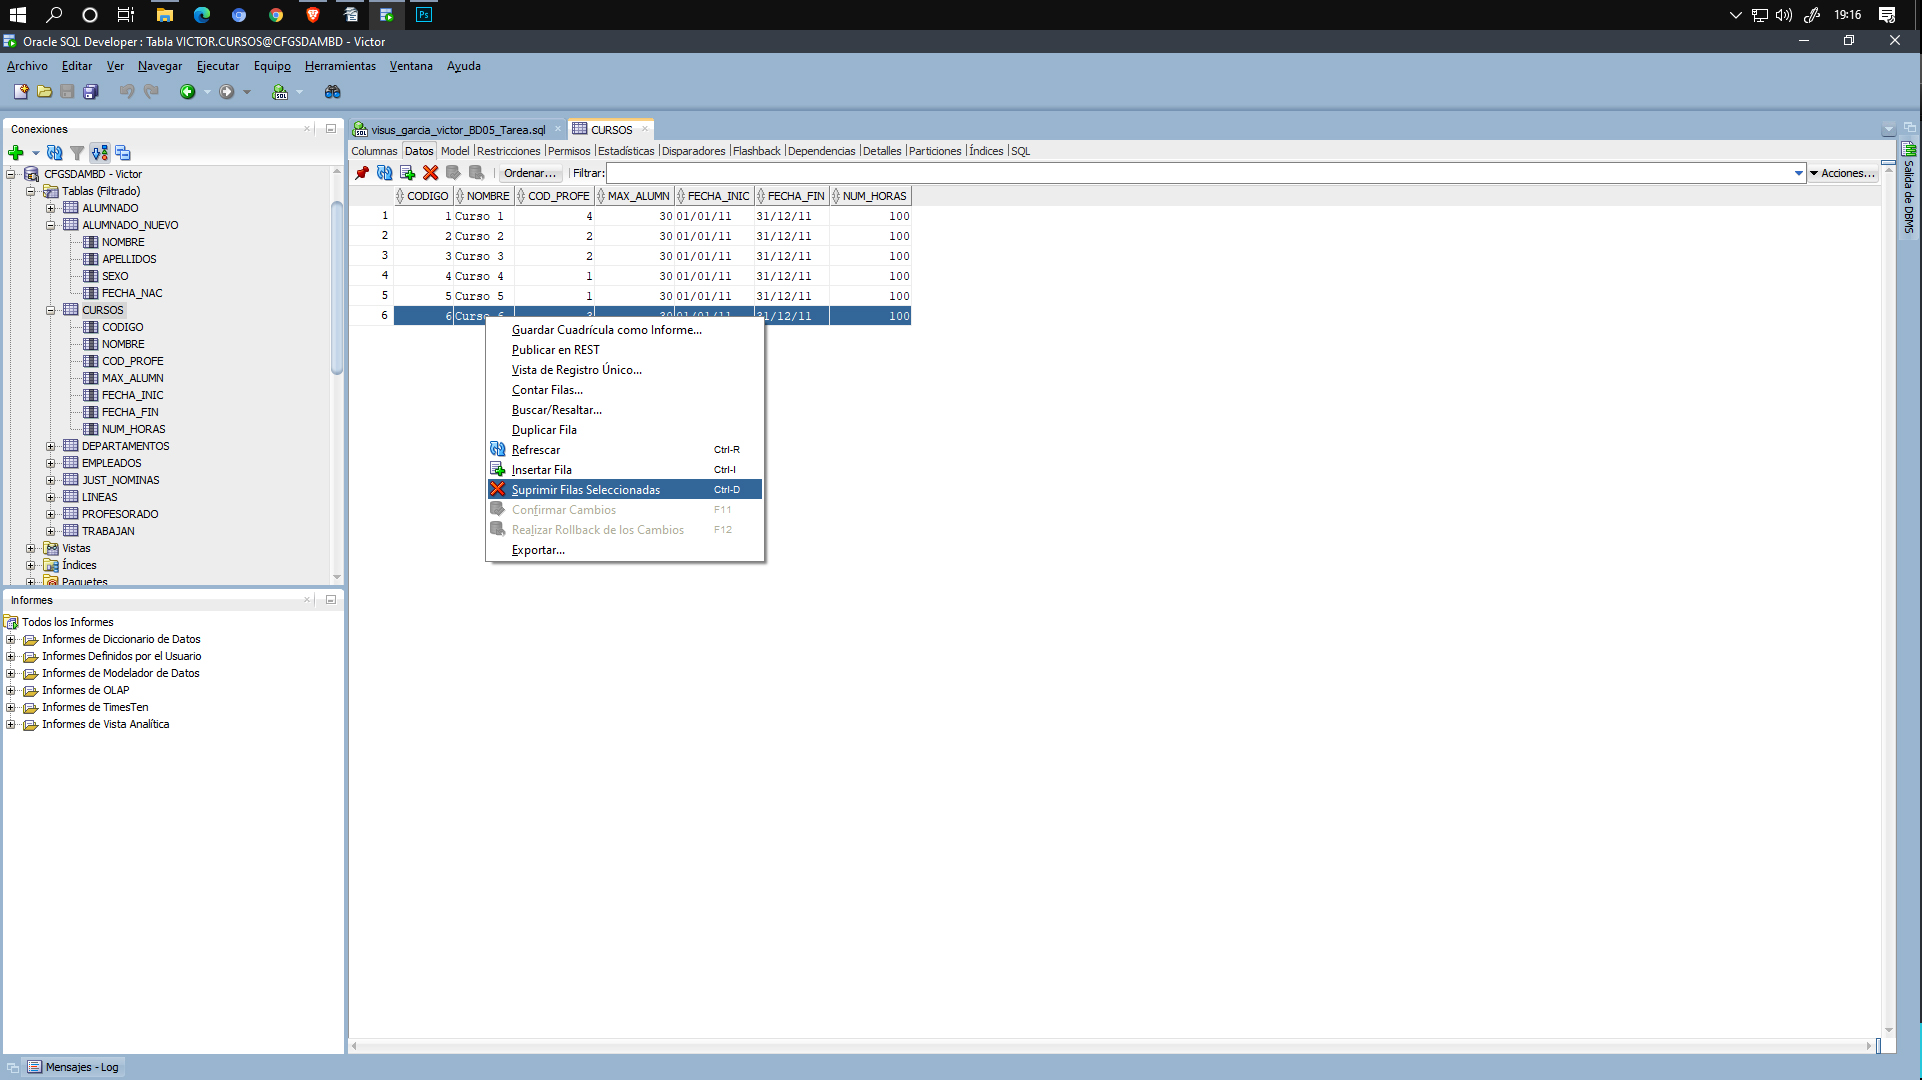 Ps
19:16
Oracle SQL Developer : Tabla VICTOR.CURSOS@CFGSDAMBD - Victor
Archivo Editar Ver Navegar Ejecutar Equipo Herramientas Ventana Ayuda
Conexiones
CFGSDAMBD - Victor
Tablas (Filtrado)
ALUMNADO
ALUMNADO_NUEVO
NOMBRE
APELLIDOS
SEXO
FECHA_NAC
CURSOS
CODIGO
NOMBRE
COD_PROFE
MAX_ALUMN
FECHA_INIC
FECHA_FIN
NUM_HORAS
DEPARTAMENTOS
EMPLEADOS
JUST_NOMINAS
LINEAS
PROFESORADO
TRABAJAN
Vistas
Índices
Paquetes
Informes
Todos los Informes
Informes de Diccionario de Datos
Informes Definidos por el Usuario
Informes de Modelador de Datos
Informes de OLAP
Informes de TimesTen
Informes de Vista Analítica
Mensajes - Log
visus_garcia_victor_BD05_Tarea.sql CURSOS
Columnas Datos Model Restricciones Permisos Estadísticas Disparadores Flashback Dependencias Detalles Particiones Índices SQL
Ordenar... Filtrar: Acciones...
CODIGO NOMBRE COD_PROFE MAX_ALUMN FECHA_INIC FECHA_FIN NUM_HORAS
1 1 Curso 1 4 30 01/01/11 31/12/11 100
2 2 Curso 2 2 30 01/01/11 31/12/11 100
3 3 Curso 3 2 30 01/01/11 31/12/11 100
4 4 Curso 4 1 30 01/01/11 31/12/11 100
5 5 Curso 5 1 30 01/01/11 31/12/11 100
6 6 Curso 6 3 30 01/01/11 31/12/11 100
Guardar Cuadrícula como Informe...
Publicar en REST
Vista de Registro Único...
Contar Filas...
Buscar/Resaltar...
Duplicar Fila
Refrescar Ctrl-R
Insertar Fila Ctrl-I
Suprimir Filas Seleccionadas Ctrl-D
Confirmar Cambios F11
Realizar Rollback de los Cambios F12
Exportar...
Salida de DBMS